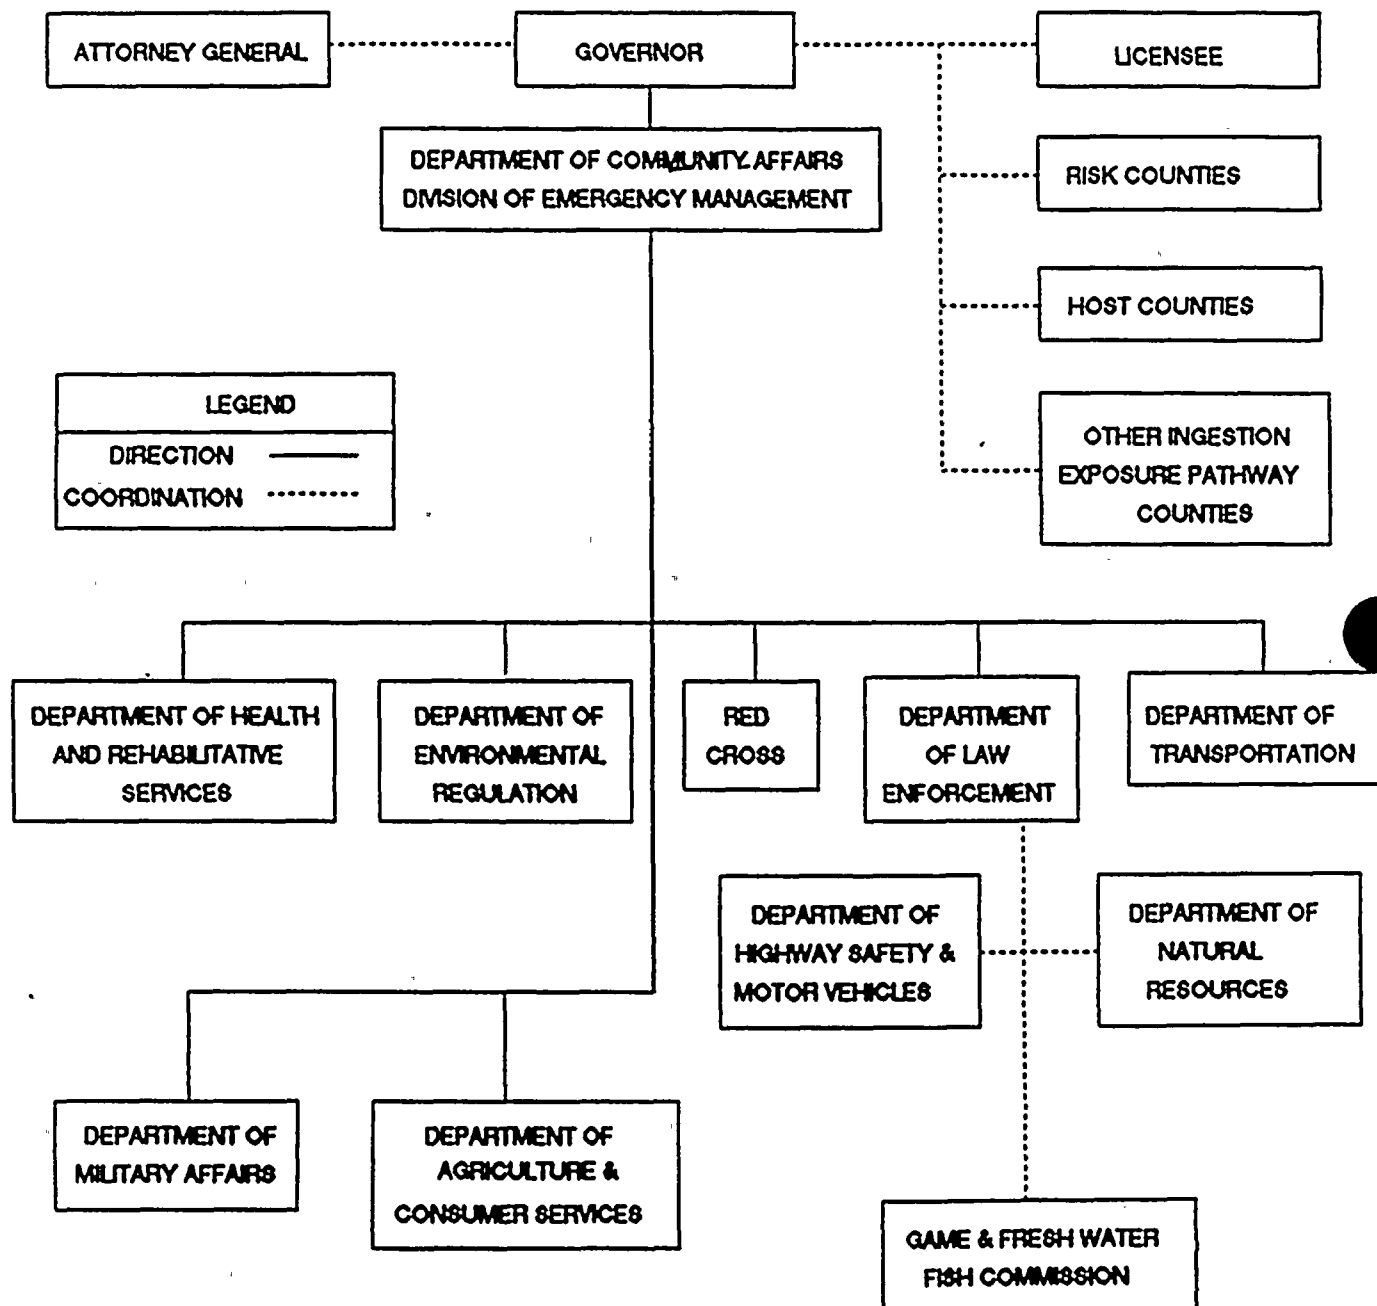 ATTORNEY GENERAL
GOVERNOR
LICENSEE
DEPARTMENT OF COMMUNITY AFFAIRS
DIVISION OF EMERGENCY MANAGEMENT
RISK COUNTIES
HOST COUNTIES
LEGEND
DIRECTION
COORDINATION
OTHER INGESTION
EXPOSURE PATHWAY
COUNTIES
DEPARTMENT OF HEALTH
AND REHABILITATIVE
SERVICES
DEPARTMENT OF
ENVIRONMENTAL
REGULATION
RED
CROSS
DEPARTMENT
OF LAW
ENFORCEMENT
DEPARTMENT OF
TRANSPORTATION
DEPARTMENT OF
HIGHWAY SAFETY &
MOTOR VEHICLES
DEPARTMENT OF
NATURAL
RESOURCES
DEPARTMENT OF
MILITARY AFFAIRS
DEPARTMENT OF
AGRICULTURE &
CONSUMER SERVICES
GAME & FRESH WATER
FISH COMMISSION